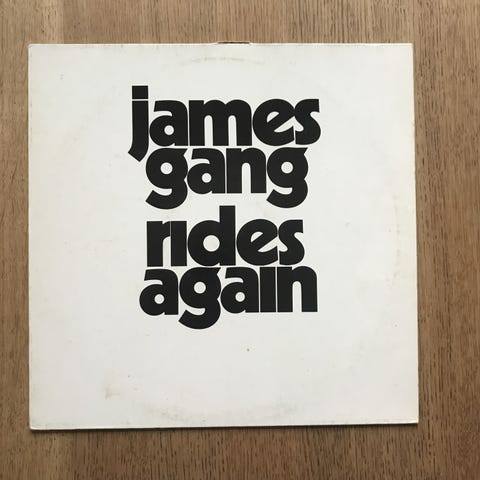 james
gang
rides
again